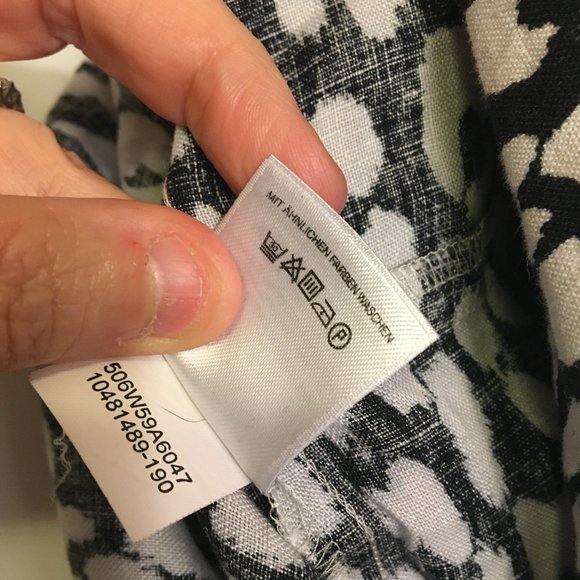 MIT ÄHNLICHEN FARBEN WASCHEN
P
506W59A6047
10481489-190